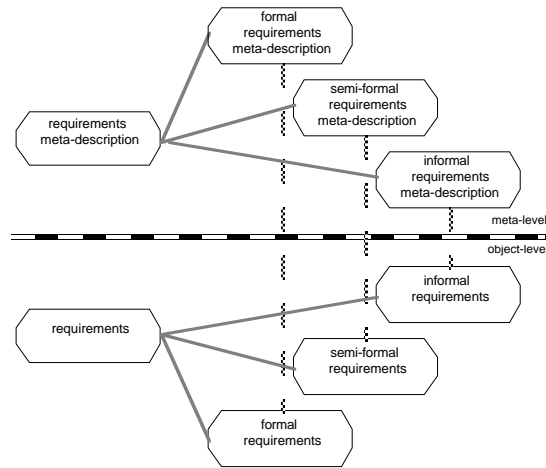 formal
requirements
meta-description
semi-formal
requirements
meta-description
requirements
meta-description
informal
requirements
meta-description
meta-level
object-level
informal
requirements
requirements
semi-formal
requirements
formal
requirements